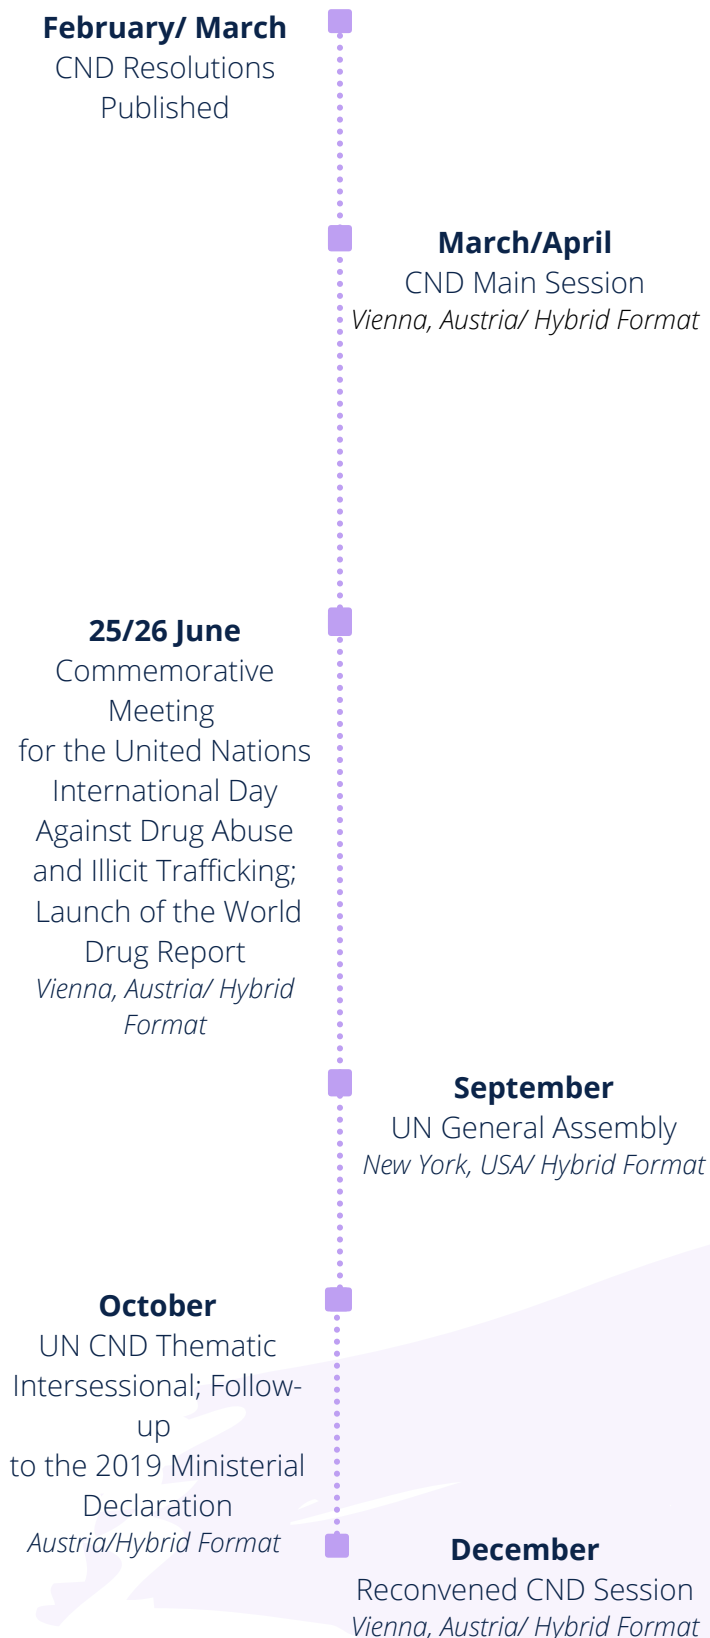 February/ March
CND Resolutions
Published
March/April
CND Main Session
Vienna, Austria/ Hybrid Format
25/26 June
Commemorative
Meeting
for the United Nations
International Day
Against Drug Abuse
and Illicit Trafficking;
Launch of the World
Drug Report
Vienna, Austria/ Hybrid
Format
September
UN General Assembly
New York, USA/ Hybrid Format
October
UN CND Thematic
Intersessional; Follow-
up
to the 2019 Ministerial
Declaration
Austria/Hybrid Format
December
Reconvened CND Session
Vienna, Austria/ Hybrid Format